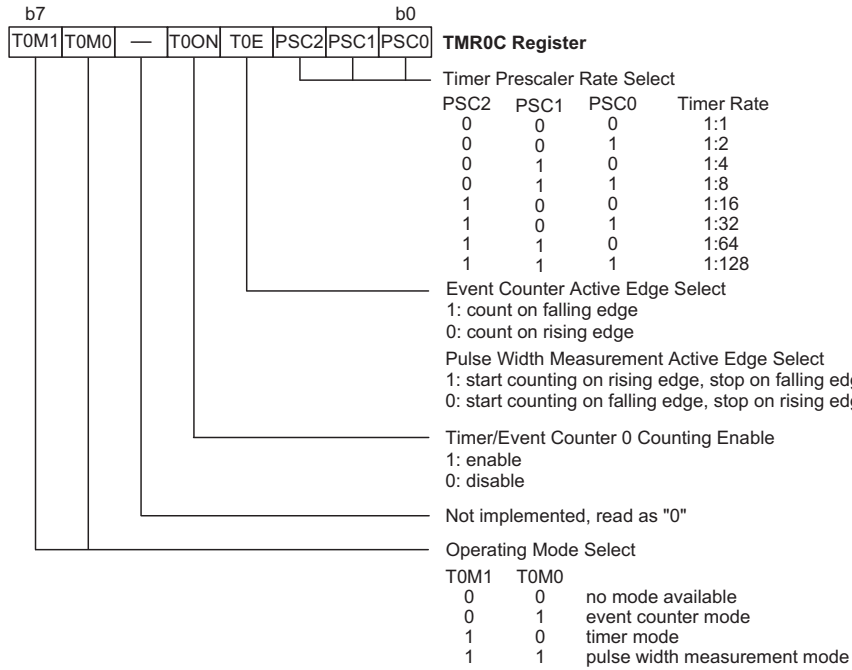 b7 b0
T0M1 T0M0 — T0ON T0E PSC2 PSC1 PSC0 TMR0C Register
Timer Prescaler Rate Select
PSC2 PSC1 PSC0 Timer Rate
0 0 0 1:1
0 0 1 1:2
0 1 0 1:4
0 1 1 1:8
1 0 0 1:16
1 0 1 1:32
1 1 0 1:64
1 1 1 1:128
Event Counter Active Edge Select
1: count on falling edge
0: count on rising edge
Pulse Width Measurement Active Edge Select
1: start counting on rising edge, stop on falling
0: start counting on falling edge, stop on rising
Timer/Event Counter 0 Counting Enable
1: enable
0: disable
Not implemented, read as "0"
Operating Mode Select
T0M1 T0M0
0 0 no mode available
0 1 event counter mode
1 0 timer mode
1 1 pulse width measurement mode